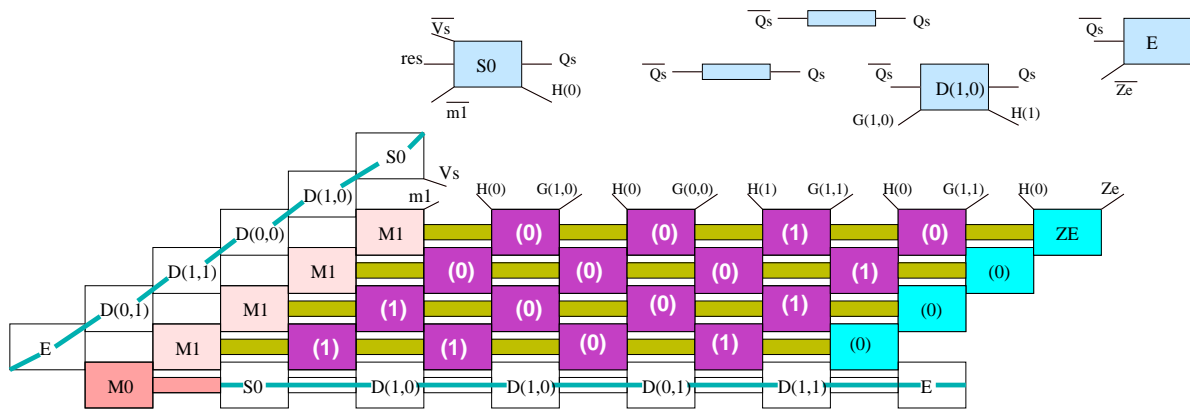 Vs
res
S0
Qs
H(0)
m1
Qs
Qs
Qs
Qs
Qs
D(1,0)
Qs
G(1,0)
H(1)
Qs
E
Ze
S0
Vs
D(1,0)
m1
H(0)
G(1,0)
H(0)
G(0,0)
H(1)
G(1,1)
H(0)
G(1,1)
H(0)
Ze
D(0,0)
M1
(0)
(0)
(1)
(0)
ZE
D(1,1)
M1
(0)
(0)
(0)
(1)
(0)
D(0,1)
M1
(1)
(0)
(0)
(1)
(0)
E
M1
(1)
(1)
(0)
(1)
(0)
M0
S0
D(1,0)
D(1,0)
D(0,1)
D(1,1)
E